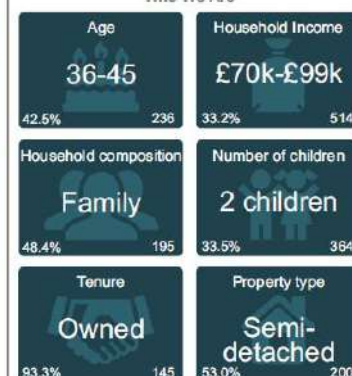 Age
36-45
42.5% 236
Household Income
£70k-£99k
33.2% 514
Household composition
Family
48.4% 195
Number of children
2 children
33.5% 364
Tenure
Owned
93.3% 145
Property type
Semi-
detached
53.0% 200